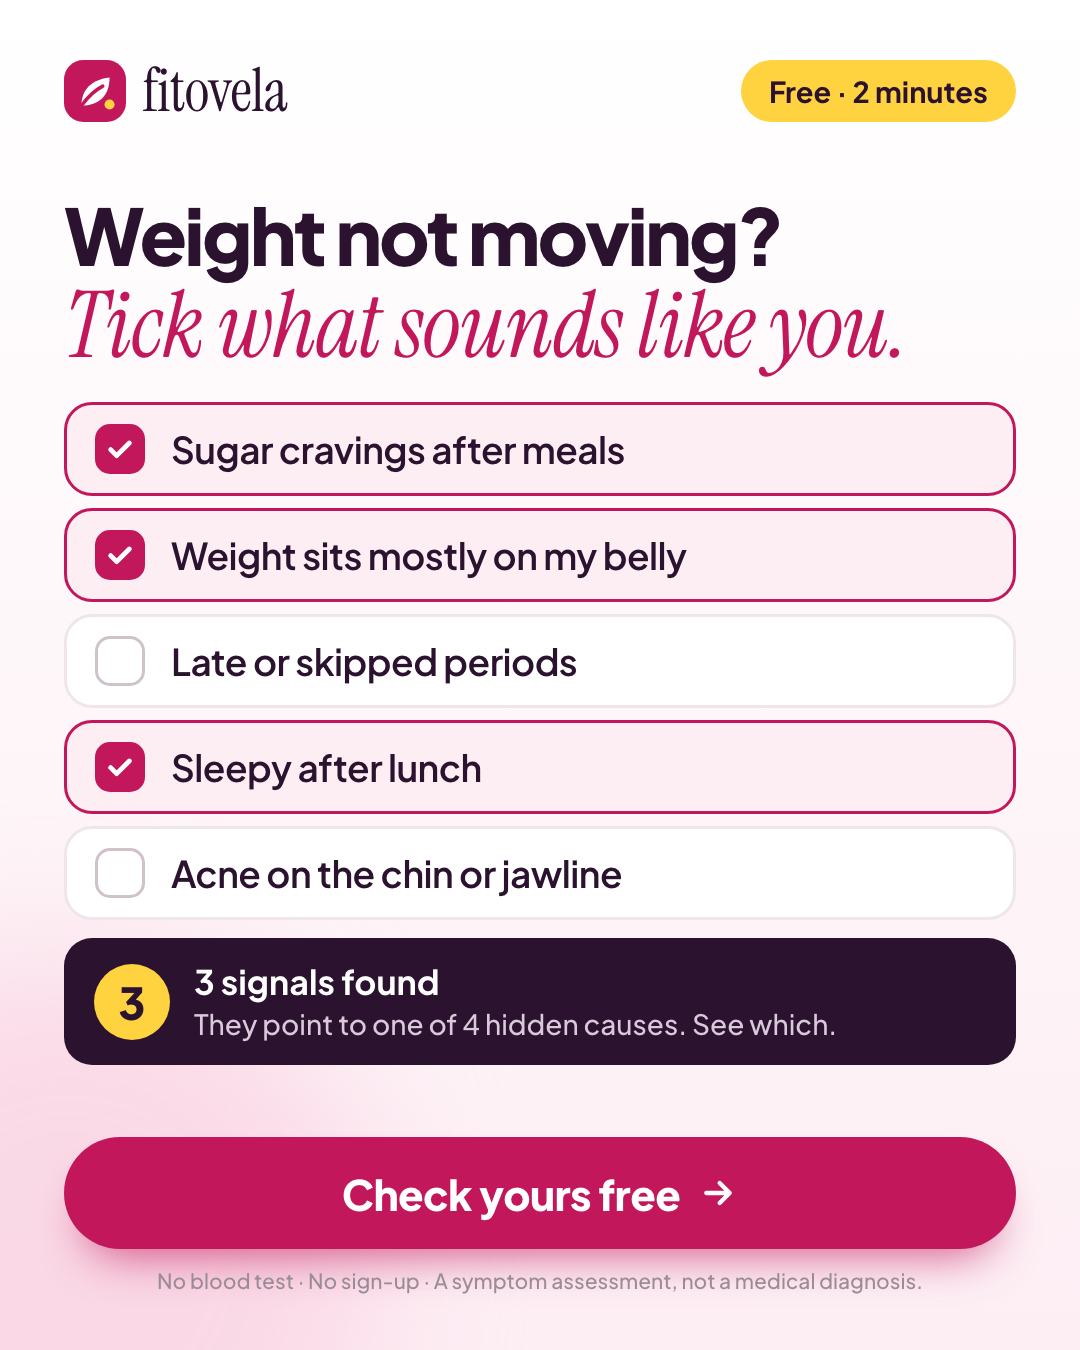 fitovela
Free · 2 minutes
Weight not moving?
Tick what sounds like you.
Sugar cravings after meals
Weight sits mostly on my belly
Late or skipped periods
Sleepy after lunch
Acne on the chin or jawline
3
3 signals found
They point to one of 4 hidden causes. See which.
Check yours free →
No blood test · No sign-up · A symptom assessment, not a medical diagnosis.